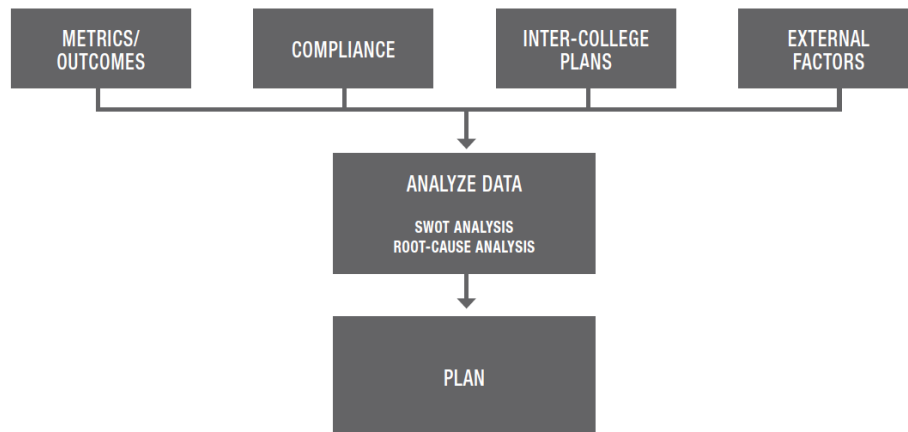 METRICS/
OUTCOMES
COMPLIANCE
INTER-COLLEGE
PLANS
EXTERNAL
FACTORS
ANALYZE DATA
SWOT ANALYSIS
ROOT-CAUSE ANALYSIS
PLAN